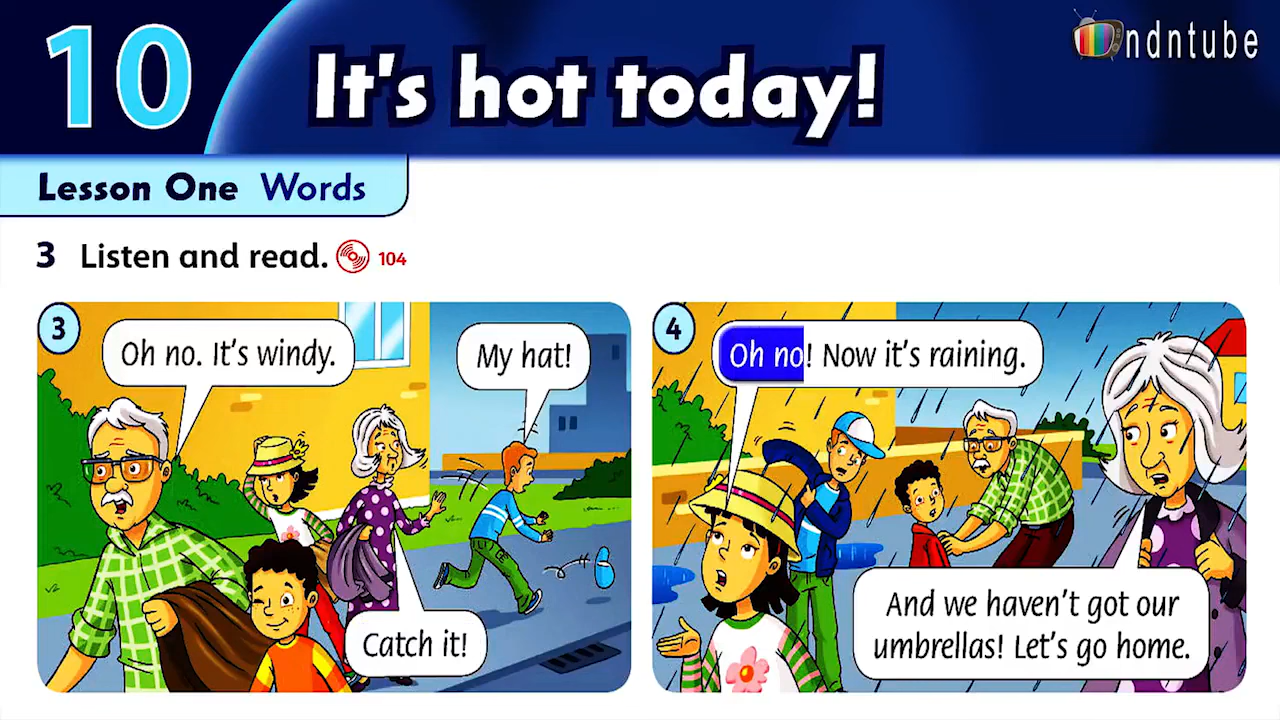 10
It's hot today!
ndntube
Lesson One Words
3 Listen and read. 104
3
Oh no. It's windy.
My hat!
Catch it!
4
Oh no! Now it's raining.
And we haven't got our
umbrellas! Let's go home.